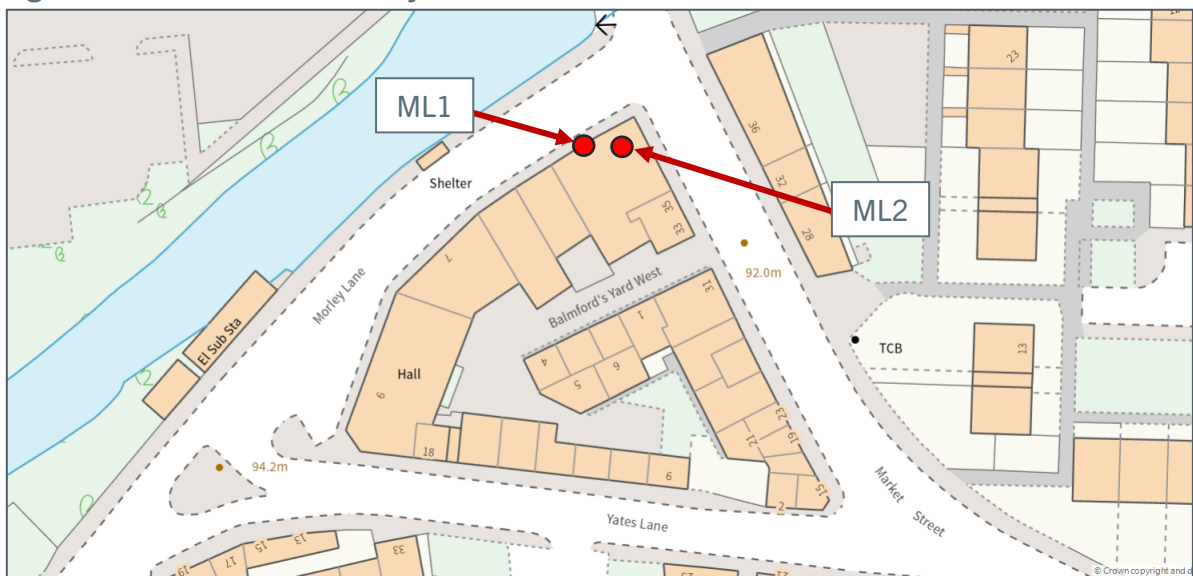 23
ML1
36
Shelter
32
ML2
35
33
28
7
92.0m
Morley Lane
Balmford's Yard West
31
1
El Sub Sta
4
6
5
TCB
13
Hall
9
23
19
21
18
9
94.2m
15
2
Market Street
Yates Lane
13
15
33
17
19
© Crown copyright and d